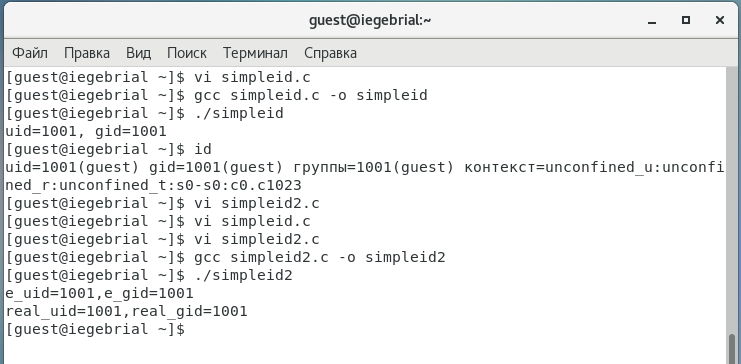 guest@iegebrial:~
Файл Правка Вид Поиск Терминал Справка
[guest@iegebrial ~]$ vi simpleid.c
[guest@iegebrial ~]$ gcc simpleid.c -o simpleid
[guest@iegebrial ~]$ ./simpleid
uid=1001, gid=1001
[guest@iegebrial ~]$ id
uid=1001(guest) gid=1001(guest) группы=1001(guest) контекст=unconfined_u:unconfi
ned_r:unconfined_t:s0-s0:c0.c1023
[guest@iegebrial ~]$ vi simpleid2.c
[guest@iegebrial ~]$ vi simpleid.c
[guest@iegebrial ~]$ vi simpleid2.c
[guest@iegebrial ~]$ gcc simpleid2.c -o simpleid2
[guest@iegebrial ~]$ ./simpleid2
e_uid=1001,e_gid=1001
real_uid=1001,real_gid=1001
[guest@iegebrial ~]$